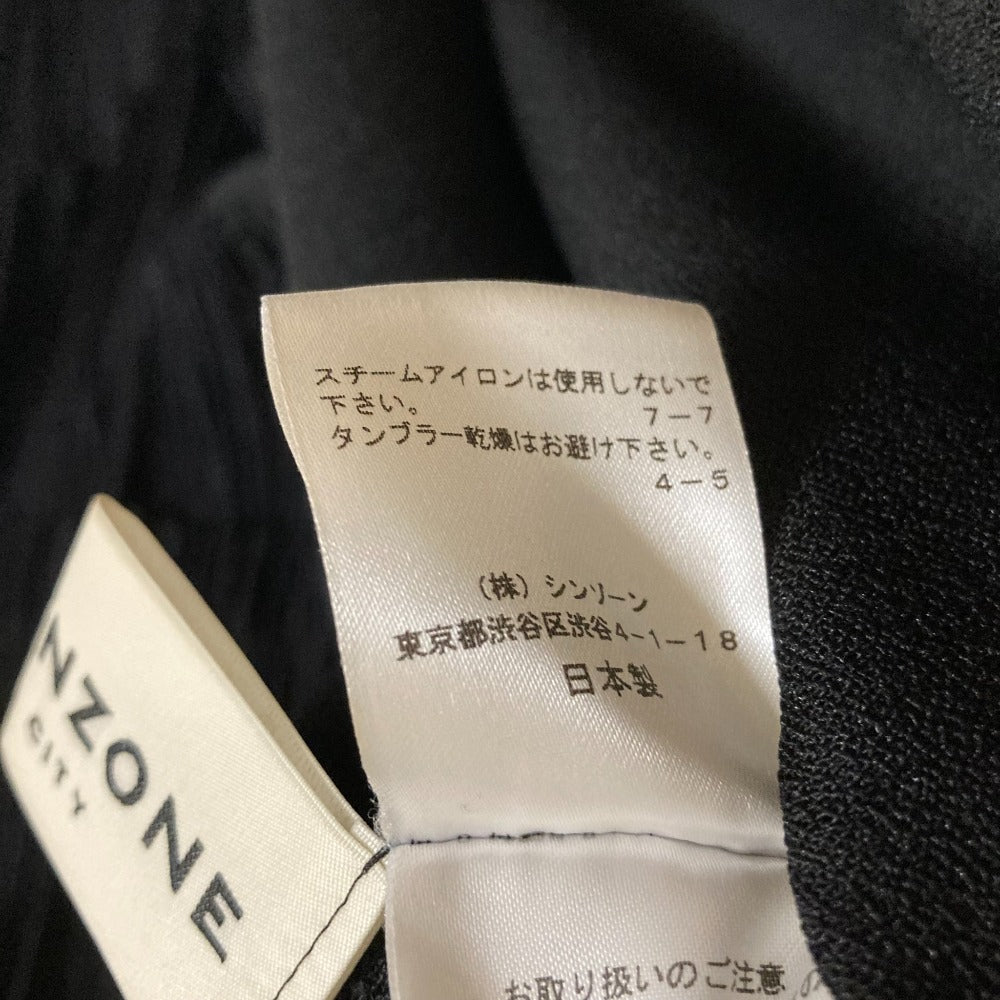 スチームアイロンは使用しないで
下さい。 7-7
タンブラー乾燥はお避け下さい。
4-5
(株) シンリーン
東京都渋谷区渋谷4-1-18
日本製
NZONE
CITY
お取り扱いのご注意